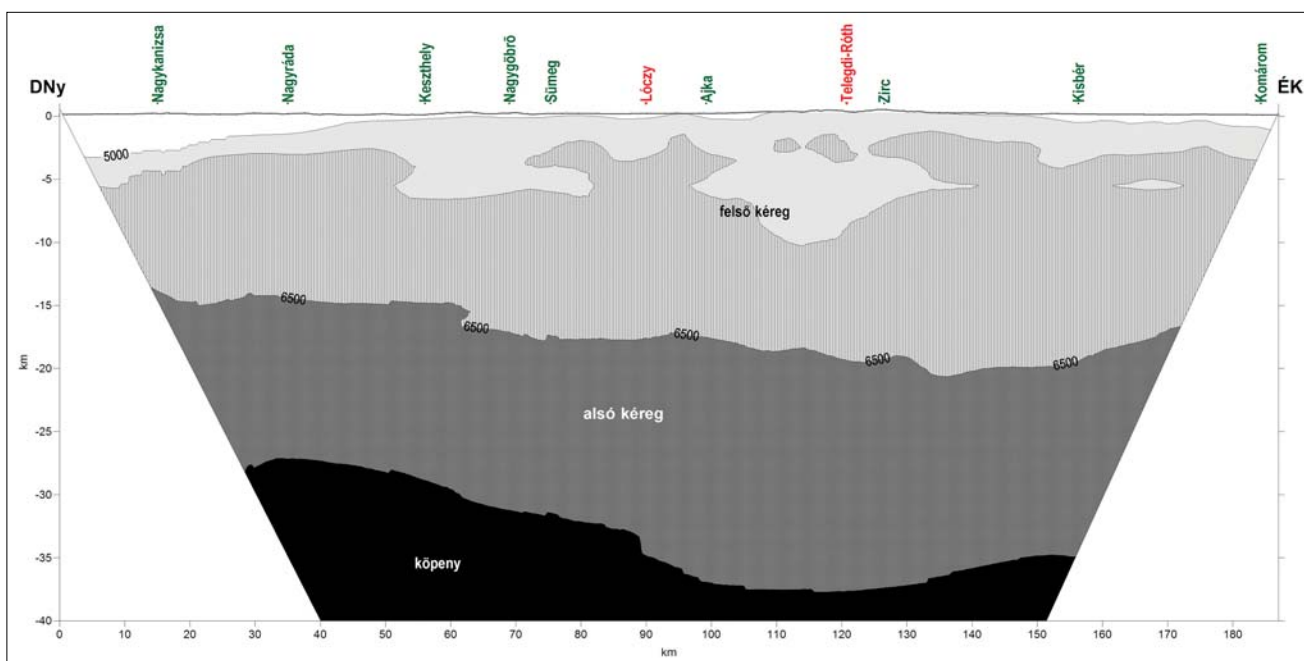 Nagykanizsa
Nagyráda
Keszthely
Nagygöbrő
Sümeg
Lóczy
Ajka
Telegdi-Róth
Zirc
Kisbér
Komárom
DNy
ÉK
0
5000
-5
felső kéreg
-10
-15
6500
6500
6500
6500
6500
km
-20
alsó kéreg
-25
-30
-35
köpeny
-40
0 10 20 30 40 50 60 70 80 90 100 110 120 130 140 150 160 170 180
km